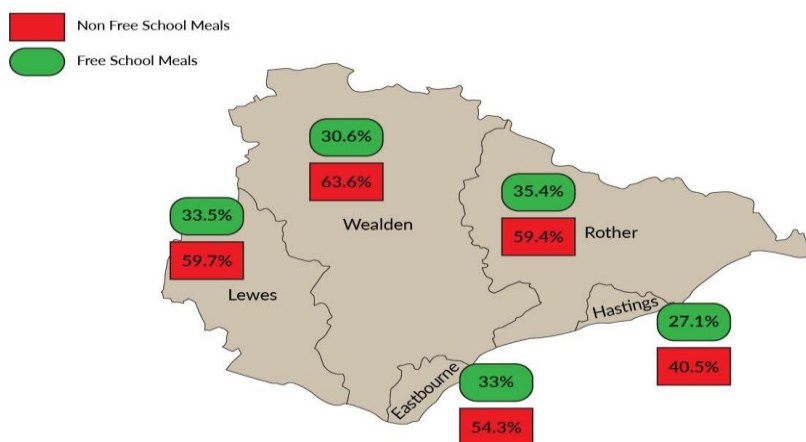 Non Free School Meals
Free School Meals
30.6%
63.6%
Wealden
35.4%
59.4%
Rother
33.5%
59.7%
Lewes
Hastings
27.1%
40.5%
Eastbourne
33%
54.3%